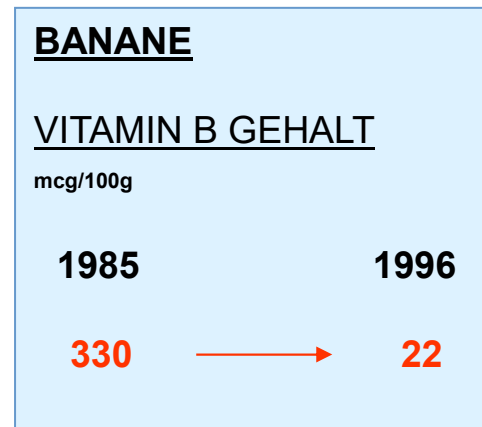 BANANE
VITAMIN B GEHALT
mcg/100g
1985 1996
330 22